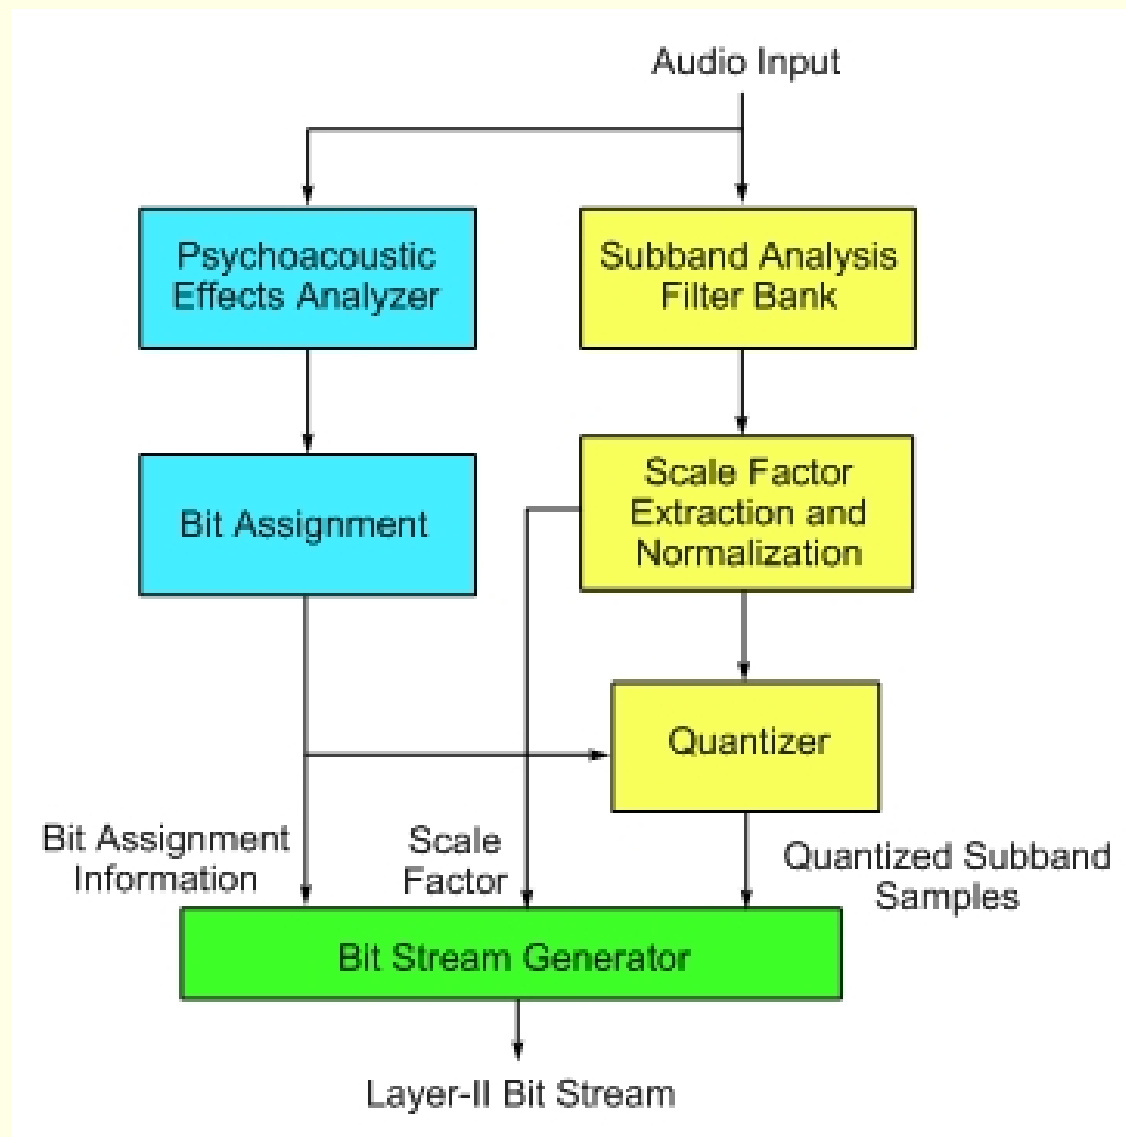 Audio Input
Psychoacoustic
Effects Analyzer
Subband Analysis
Filter Bank
Bit Assignment
Scale Factor
Extraction and
Normalization
Quantizer
Bit Assignment
Information
Scale
Factor
Quantized Subband
Samples
Bit Stream Generator
Layer-II Bit Stream